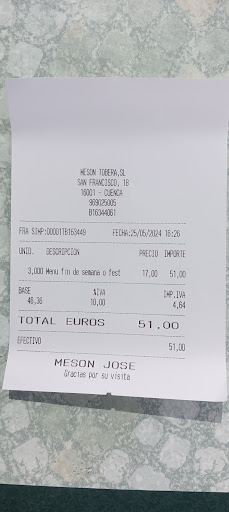 MESON TOBERA,SL
SAN FRANCISCO, 18
16001 - CUENCA
969025005
B16344061
FRA SIMP:000011B163449 FECHA:25/05/2024 16:26
UNID. DESCRIPCION PRECIO IMPORTE
3,000 Menu fin de semana o fest 17,00 51,00
BASE %IVA IMP.IVA
46,36 10,00 4,64
TOTAL EUROS 51,00
EFECTIVO
51,00
MESON JOSE
Gracias por su visita